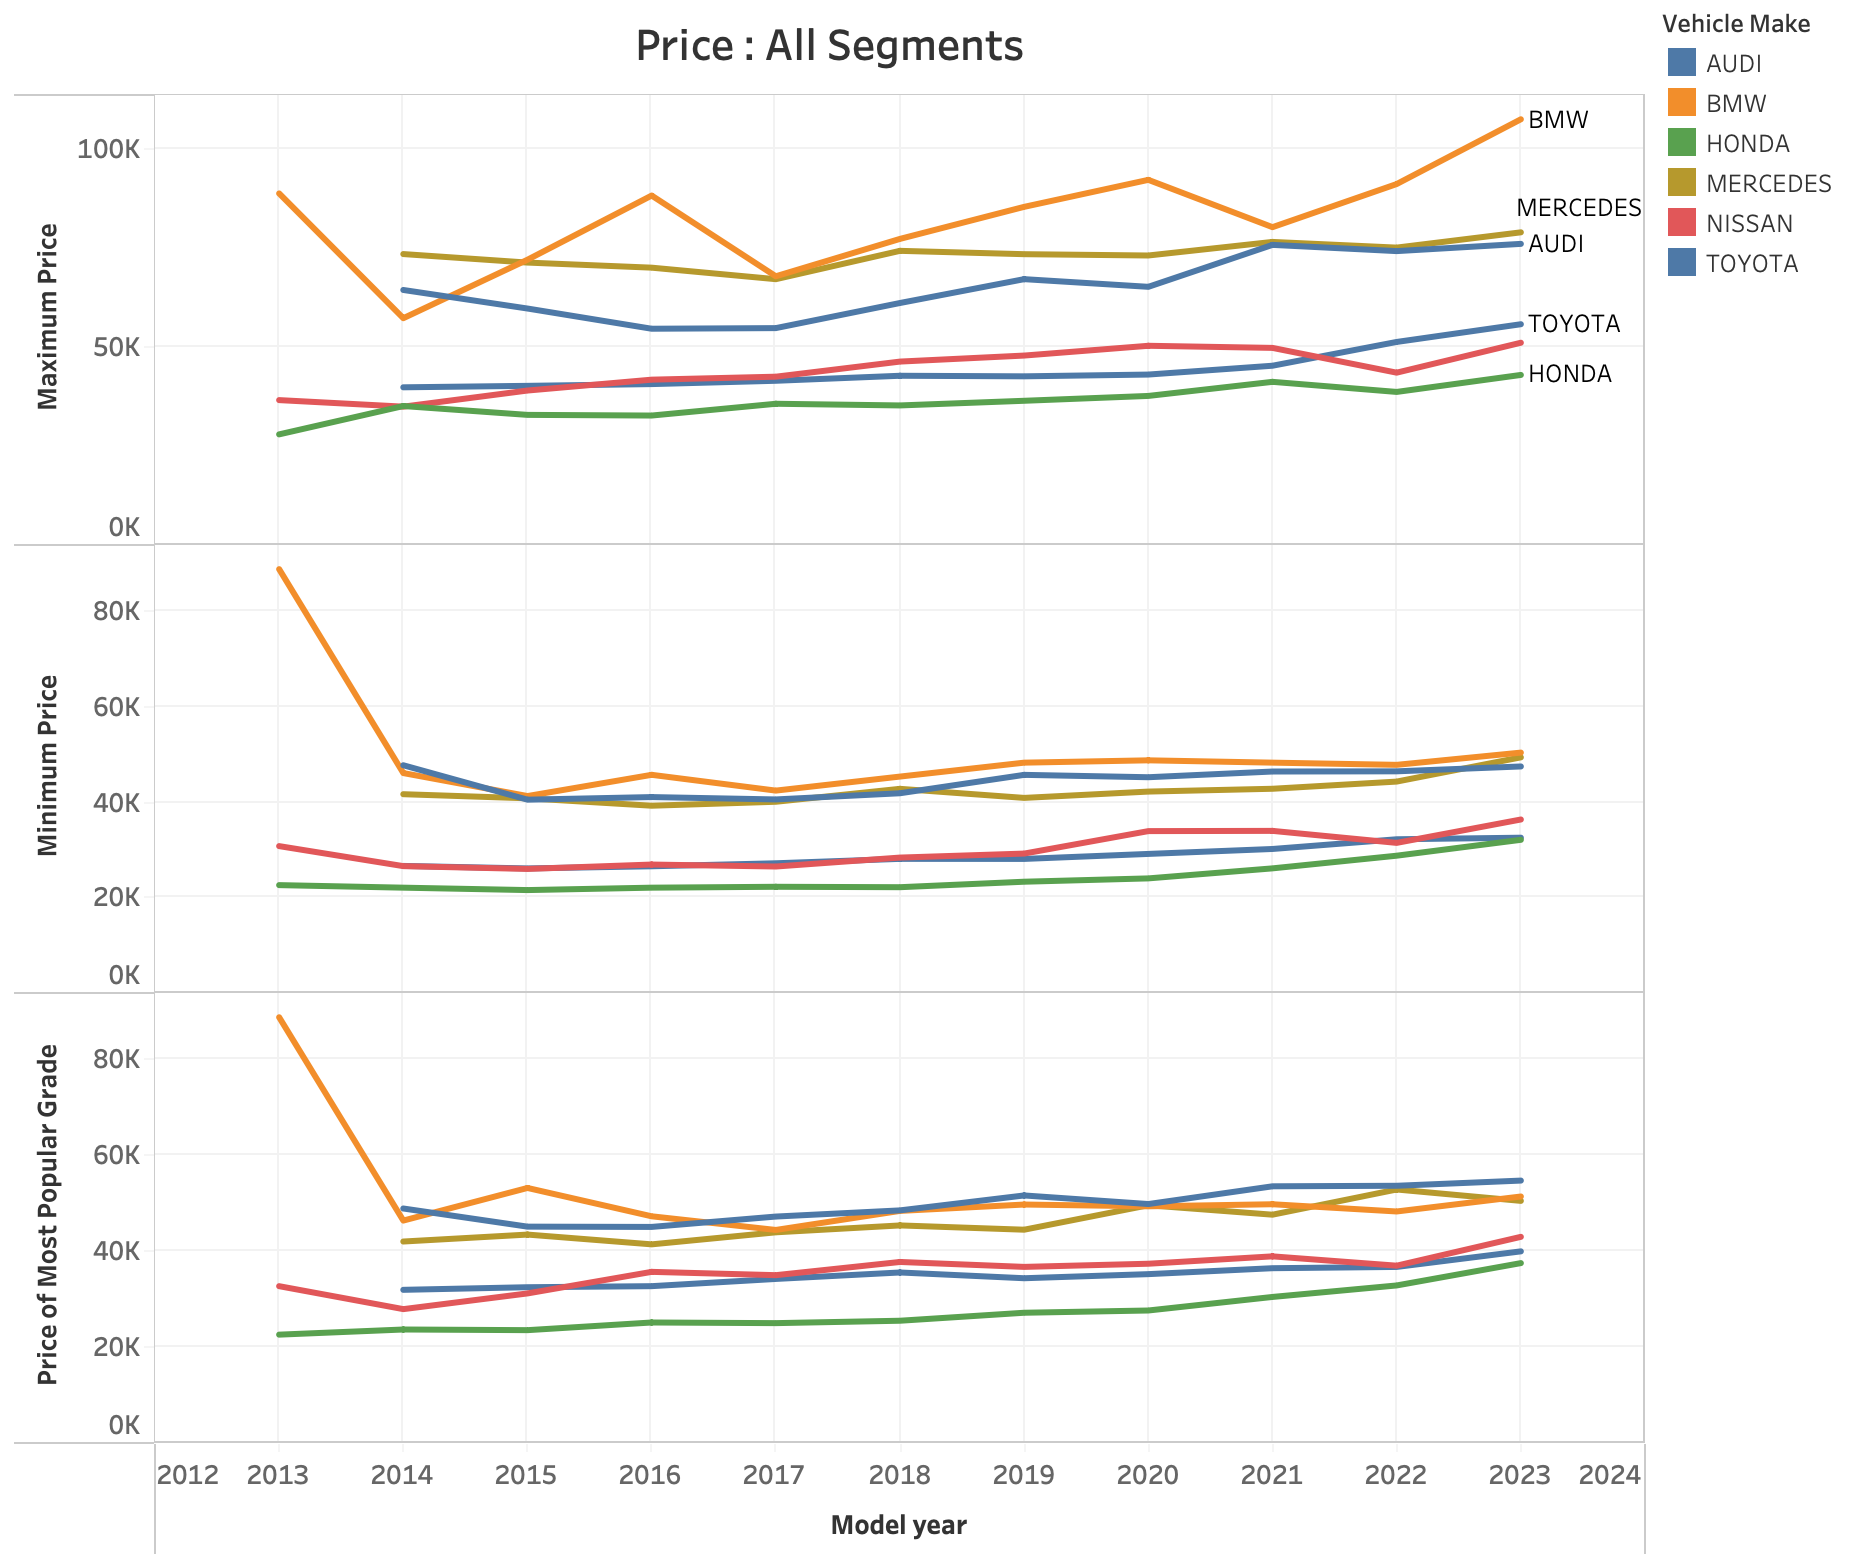 Price : All Segments
Vehicle Make
AUDI
BMW
HONDA
MERCEDES
NISSAN
TOYOTA
Maximum Price
100K
50K
0K
BMW
MERCEDES
AUDI
TOYOTA
HONDA
Minimum Price
80K
60K
40K
20K
0K
Price of Most Popular Grade
80K
60K
40K
20K
0K
2012 2013 2014 2015 2016 2017 2018 2019 2020 2021 2022 2023 2024
Model year